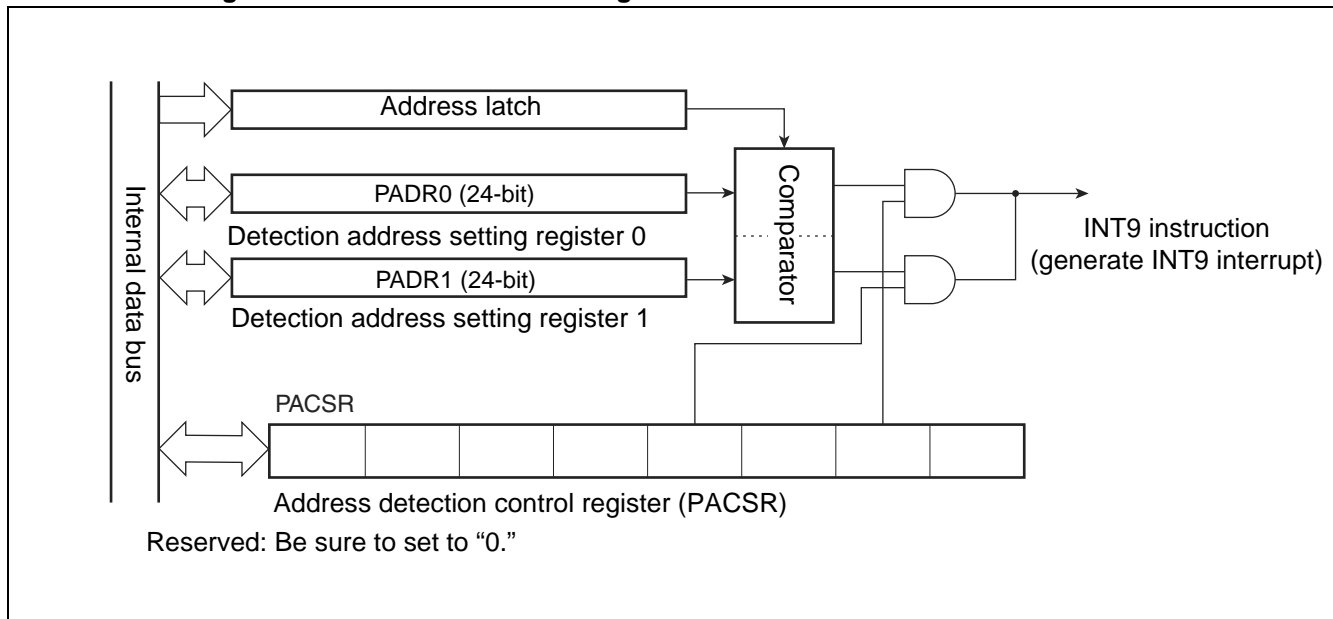 Address latch
PADR0 (24-bit)
Detection address setting register 0
PADR1 (24-bit)
Detection address setting register 1
Comparator
INT9 instruction
(generate INT9 interrupt)
Internal data bus
PACSR
Address detection control register (PACSR)
Reserved: Be sure to set to “0.”